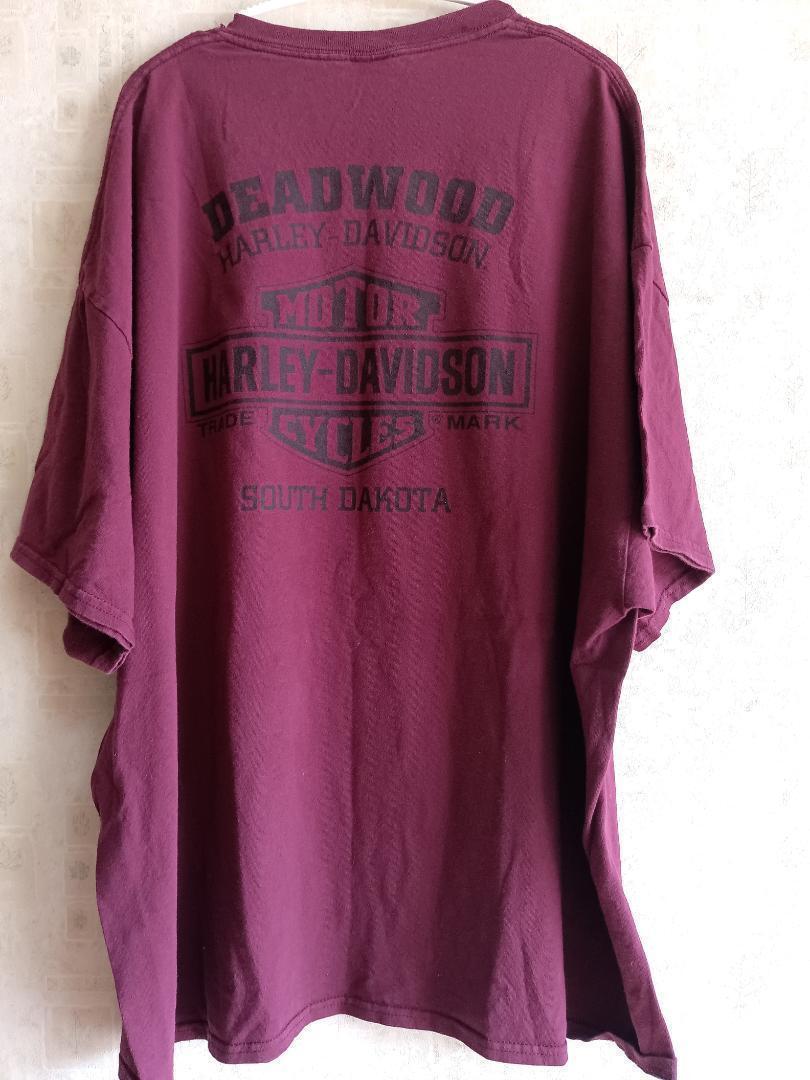 DEADWOOD
HARLEY-DAVIDSON
MOTOR
HARLEY-DAVIDSON
TRADE CYCLES ® MARK
SOUTH DAKOTA